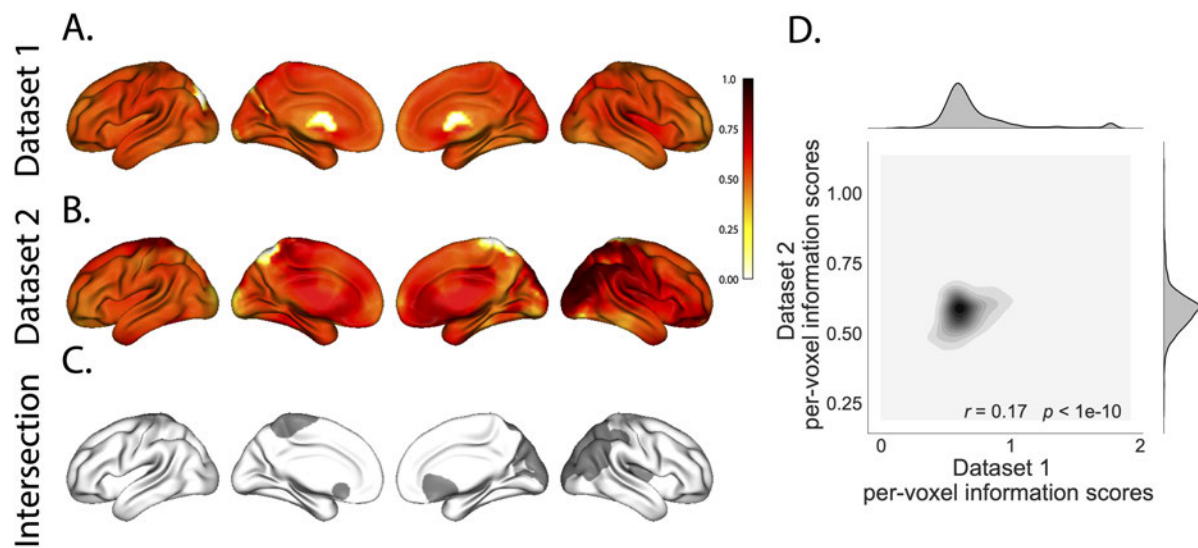 A.
Dataset 1
1.0
0.75
0.50
0.25
0.00
B.
Dataset 2
C.
Intersection
D.
Dataset 2
per-voxel information scores
1.00
0.75
0.50
0.25
r = 0.17 p < 1e-10
0 1 2
Dataset 1
per-voxel information scores